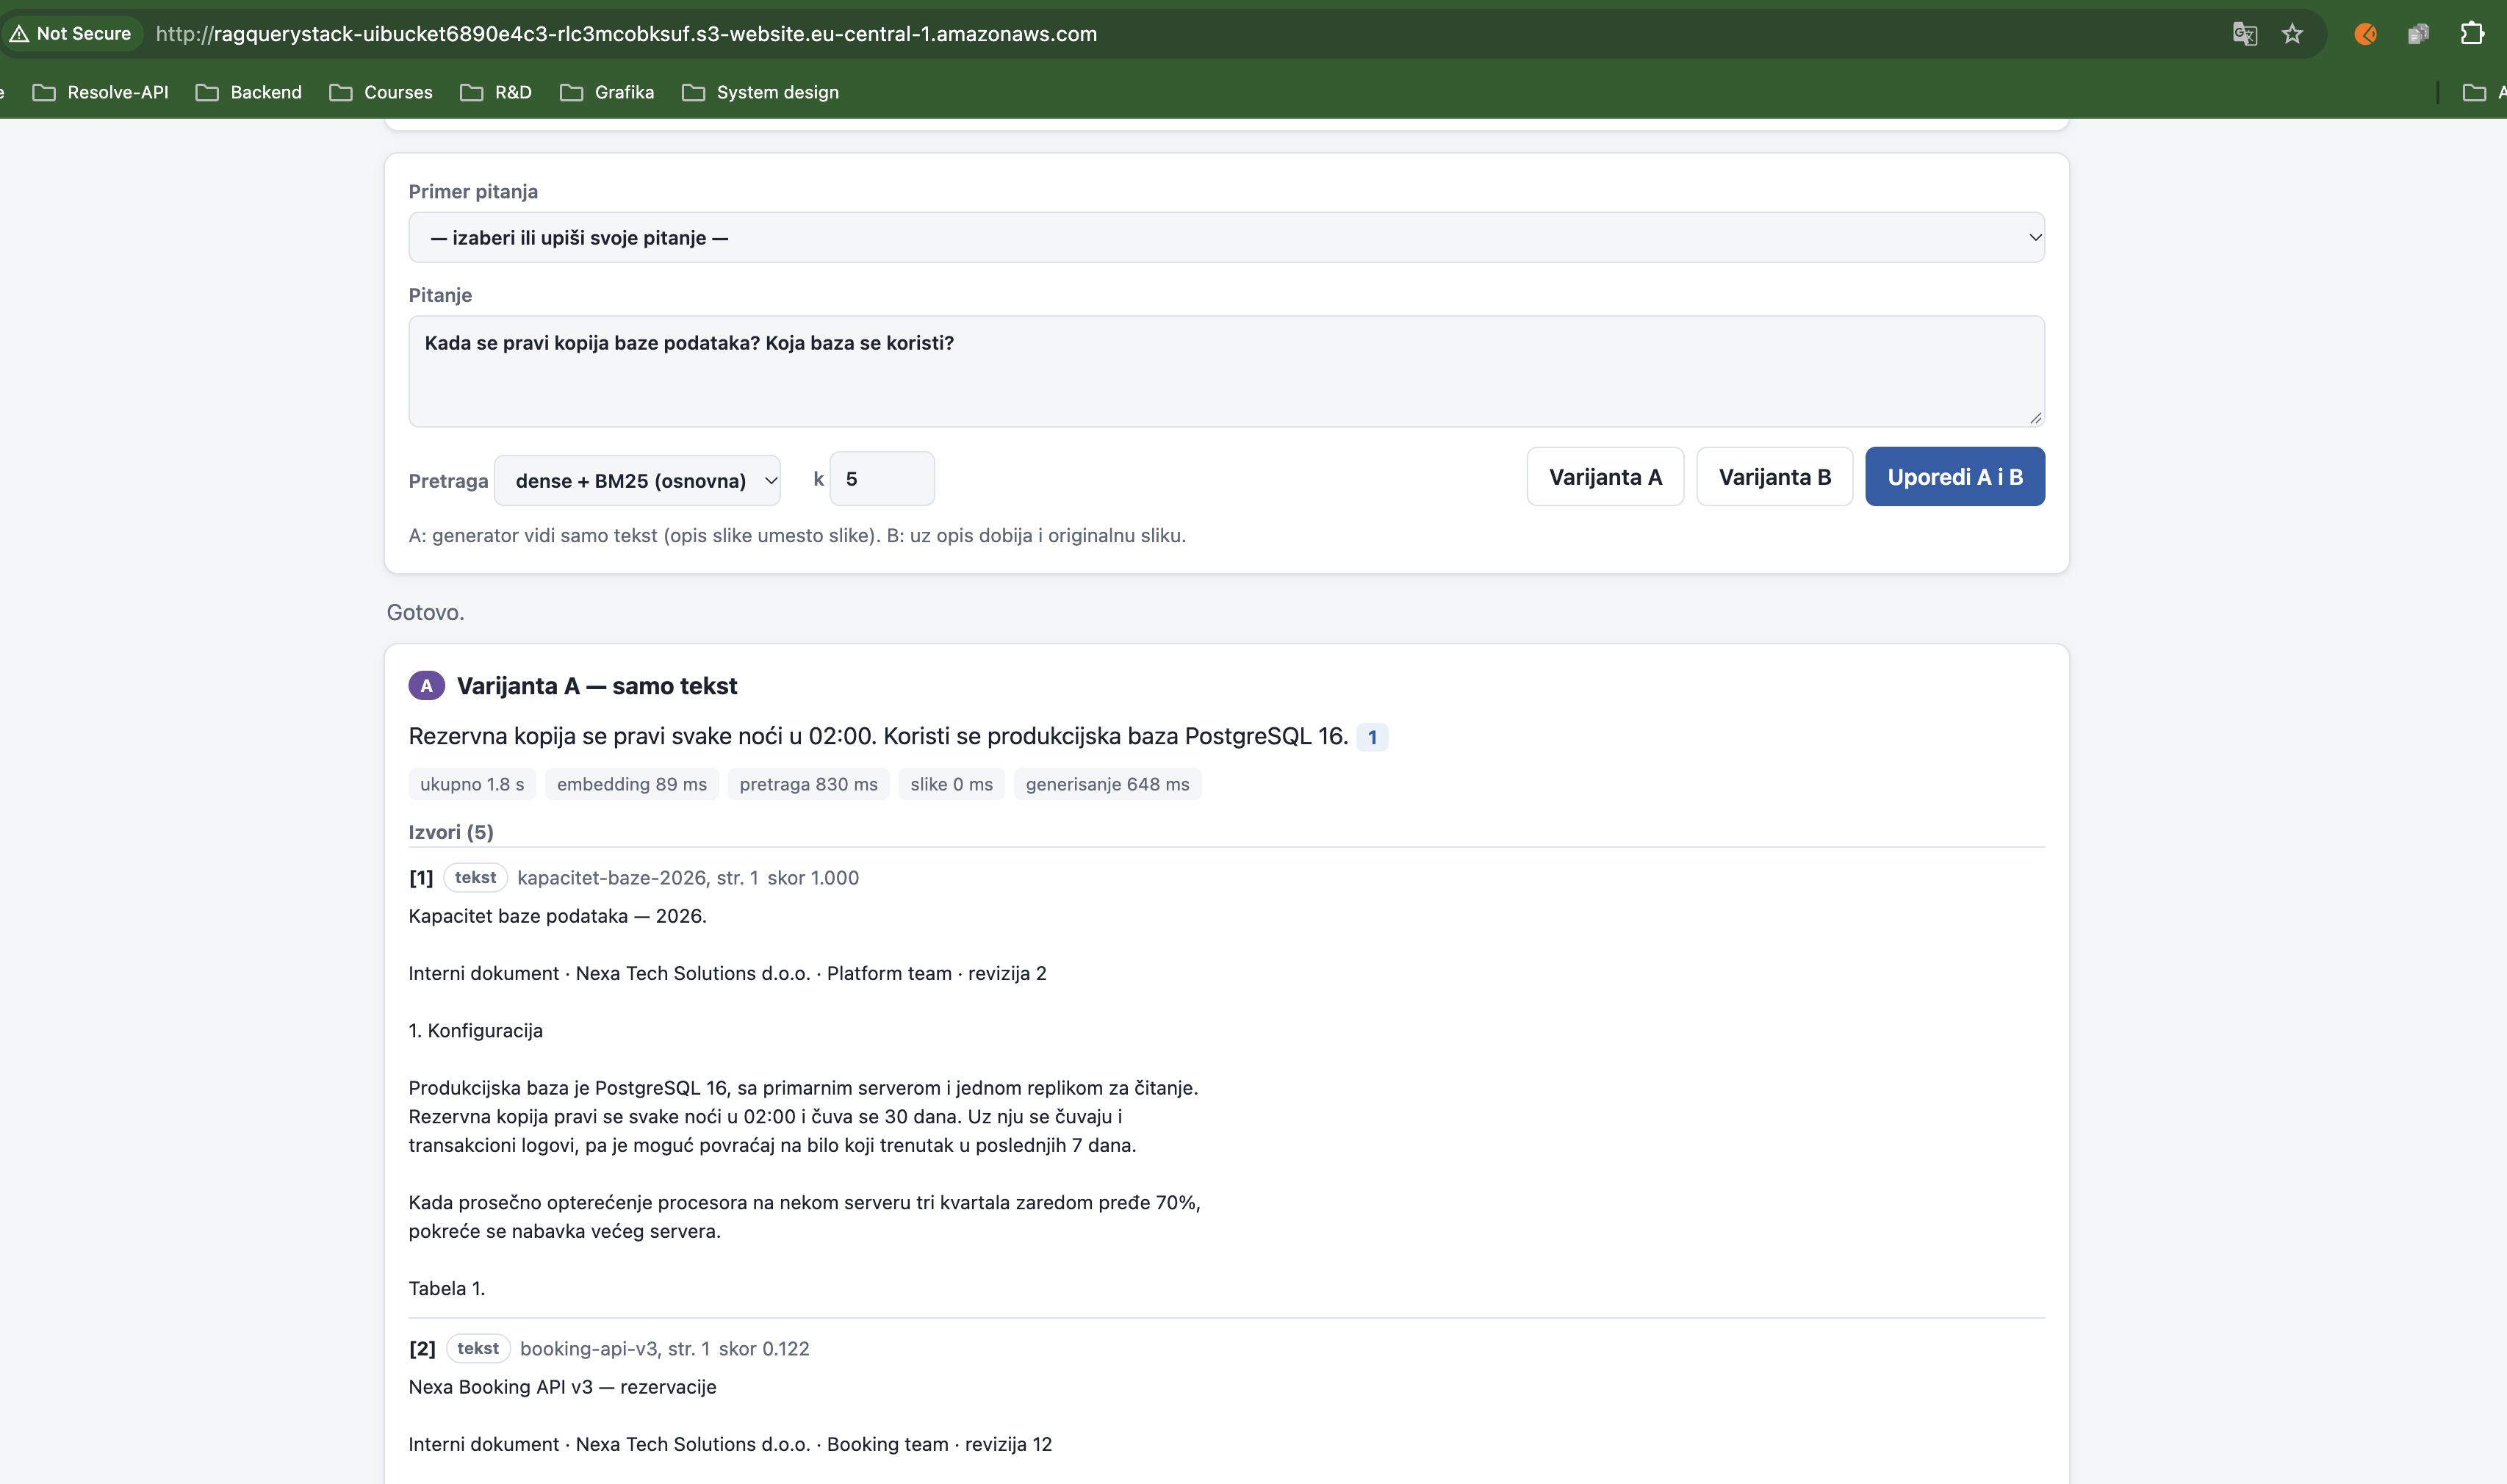 Not Secure http://ragquerystack-uibucket6890e4c3-rlc3mcobksuf.s3-website.eu-central-1.amazonaws.com
e Resolve-API Backend Courses R&D Grafika System design A
Primer pitanja
— izaberi ili upiši svoje pitanje —
Pitanje
Kada se pravi kopija baze podataka? Koja baza se koristi?
Pretraga dense + BM25 (osnovna) k 5 Varijanta A Varijanta B Uporedi A i B
A: generator vidi samo tekst (opis slike umesto slike). B: uz opis dobija i originalnu sliku.
Gotovo.
A Varijanta A — samo tekst
Rezervna kopija se pravi svake noći u 02:00. Koristi se produkcijska baza PostgreSQL 16. 1
ukupno 1.8 s embedding 89 ms pretraga 830 ms slike 0 ms generisanje 648 ms
Izvori (5)
[1] tekst kapacitet-baze-2026, str. 1 skor 1.000
Kapacitet baze podataka — 2026.
Interni dokument · Nexa Tech Solutions d.o.o. · Platform team · revizija 2
1. Konfiguracija
Produkcijska baza je PostgreSQL 16, sa primarnim serverom i jednom replikom za čitanje.
Rezervna kopija pravi se svake noći u 02:00 i čuva se 30 dana. Uz nju se čuvaju i
transakcioni logovi, pa je moguć povraćaj na bilo koji trenutak u poslednjih 7 dana.
Kada prosečno opterećenje procesora na nekom serveru tri kvartala zaredom pređe 70%,
pokreće se nabavka većeg servera.
Tabela 1.
[2] tekst booking-api-v3, str. 1 skor 0.122
Nexa Booking API v3 — rezervacije
Interni dokument · Nexa Tech Solutions d.o.o. · Booking team · revizija 12